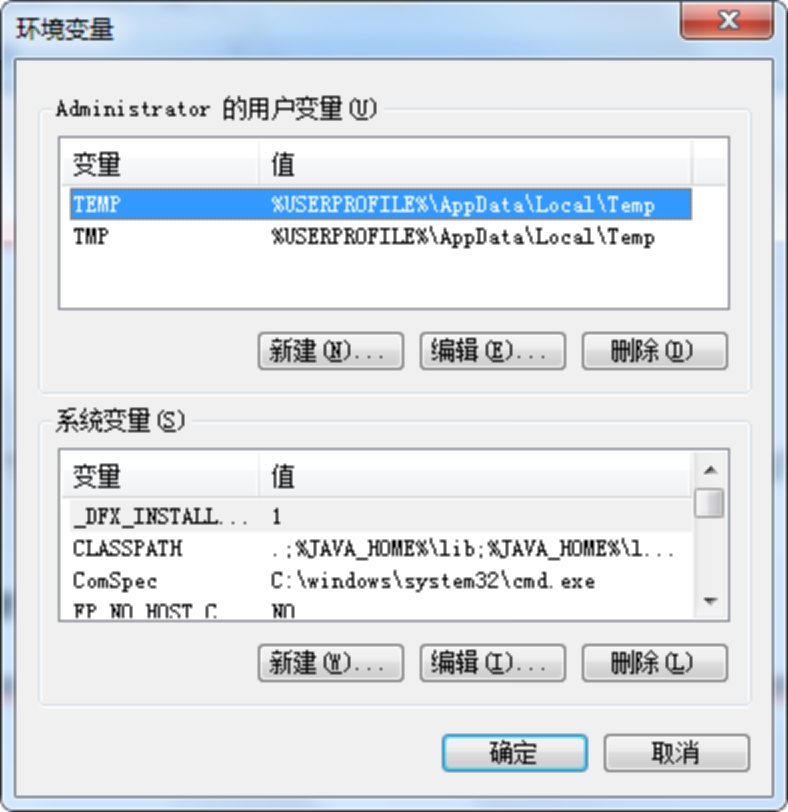 环境变量
Administrator 的用户变量(U)
变量 值
TEMP %USERPROFILE%\AppData\Local\Temp
TMP %USERPROFILE%\AppData\Local\Temp
新建(N)... 编辑(E)... 删除(D)
系统变量(S)
变量 值
_DFX_INSTALL... 1
CLASSPATH .;%JAVA_HOME%\lib;%JAVA_HOME%\l...
ComSpec C:\windows\system32\cmd.exe
FP_NO_HOST_C NO
新建(W)... 编辑(I)... 删除(L)
确定 取消